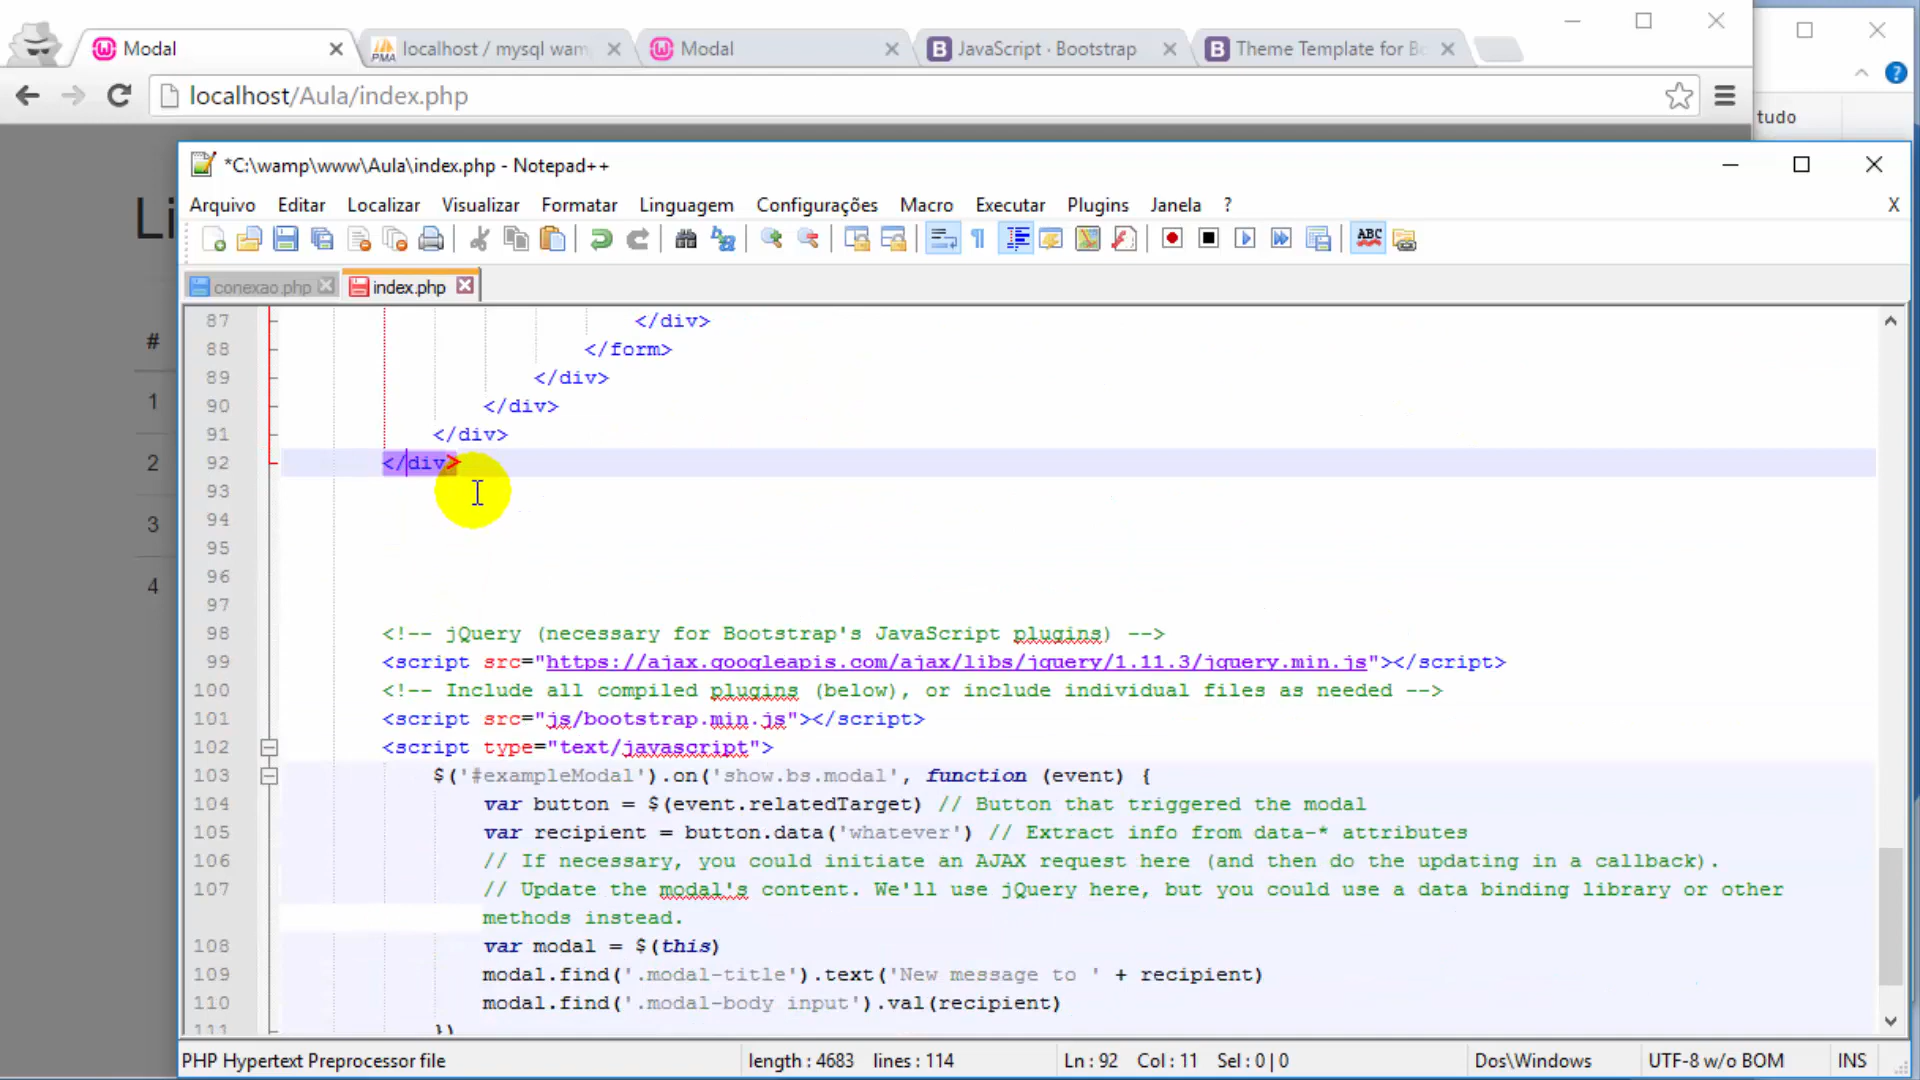 Modal
localhost / mysql wam
Modal
JavaScript · Bootstrap
Theme Template for Bo
localhost/Aula/index.php
tudo
Li
#
1
2
3
4
*C:\wamp\www\Aula\index.php - Notepad++
Arquivo Editar Localizar Visualizar Formatar Linguagem Configurações Macro Executar Plugins Janela ? X
conexao.php index.php
87 </div>
88 </form>
89 </div>
90 </div>
91 </div>
92 </div>
93
94
95
96
97
98 <!-- jQuery (necessary for Bootstrap's JavaScript plugins) -->
99 <script src="https://ajax.googleapis.com/ajax/libs/jquery/1.11.3/jquery.min.js"></script>
100 <!-- Include all compiled plugins (below), or include individual files as needed -->
101 <script src="js/bootstrap.min.js"></script>
102 <script type="text/javascript">
103 $('#exampleModal').on('show.bs.modal', function (event) {
104 var button = $(event.relatedTarget) // Button that triggered the modal
105 var recipient = button.data('whatever') // Extract info from data-* attributes
106 // If necessary, you could initiate an AJAX request here (and then do the updating in a callback).
107 // Update the modal's content. We'll use jQuery here, but you could use a data binding library or other
methods instead.
108 var modal = $(this)
109 modal.find('.modal-title').text('New message to ' + recipient)
110 modal.find('.modal-body input').val(recipient)
111 })
PHP Hypertext Preprocessor file length : 4683 lines : 114 Ln : 92 Col : 11 Sel : 0 | 0 Dos\Windows UTF-8 w/o BOM INS